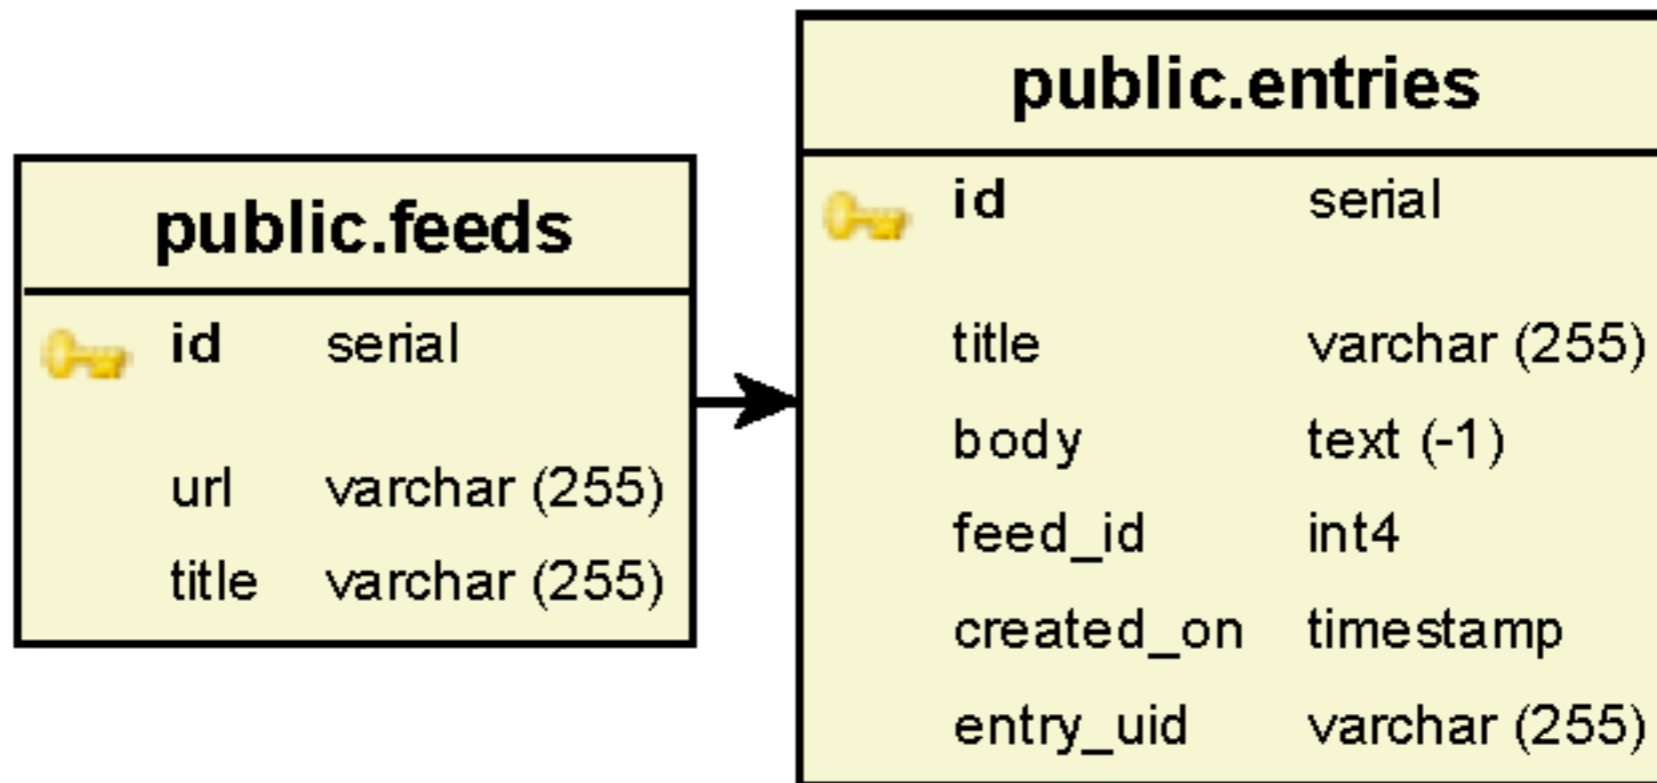 public.feeds
id serial
url varchar (255)
title varchar (255)
public.entries
id serial
title varchar (255)
body text (-1)
feed_id int4
created_on timestamp
entry_uid varchar (255)